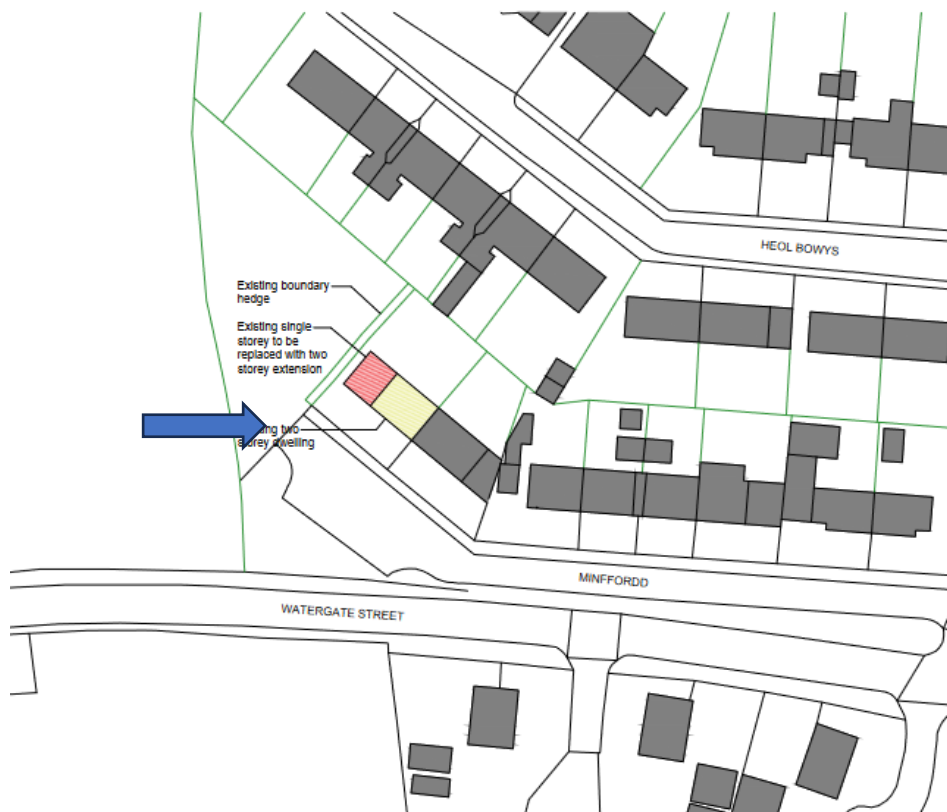 HEOL BOWYS
Existing boundary
hedge
Existing single
storey to be
replaced with two
storey extension
two
storey dwelling
MINFFORDD
WATERGATE STREET